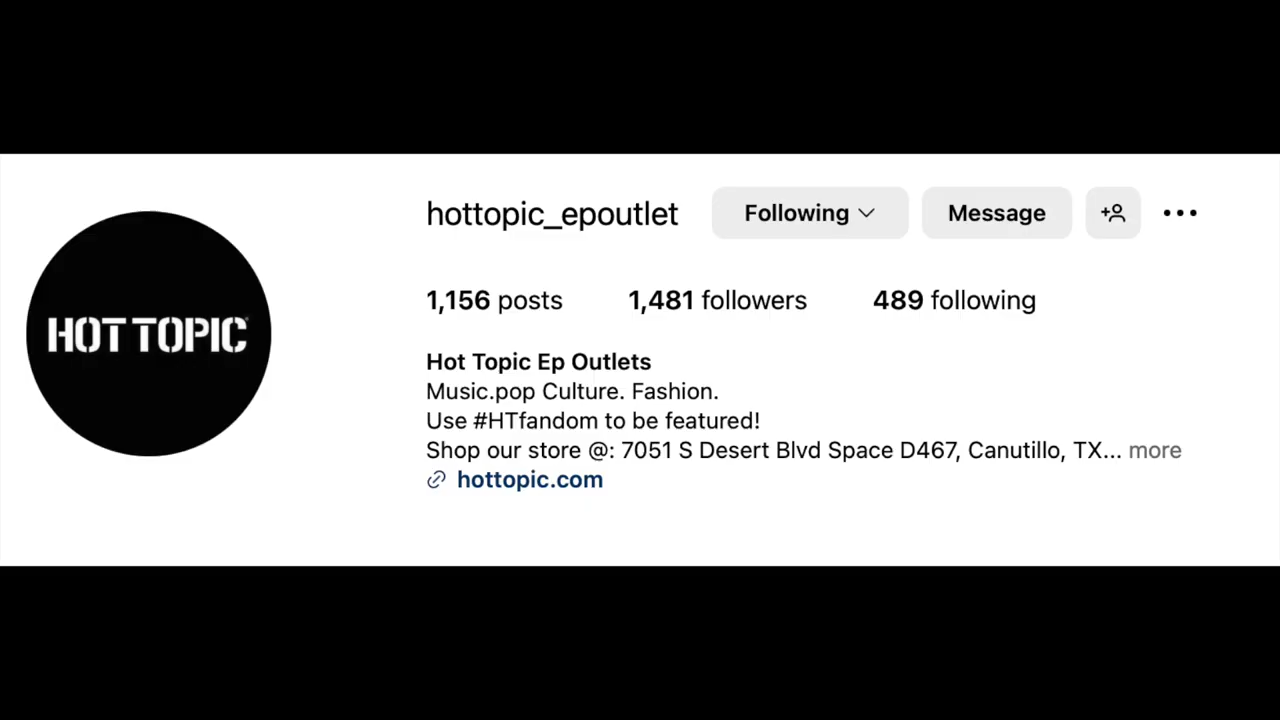 HOT TOPIC
hottopic_epoutlet Following Message
1,156 posts 1,481 followers 489 following
Hot Topic Ep Outlets
Music.pop Culture. Fashion.
Use #HTfandom to be featured!
Shop our store @: 7051 S Desert Blvd Space D467, Canutillo, TX... more
hottopic.com